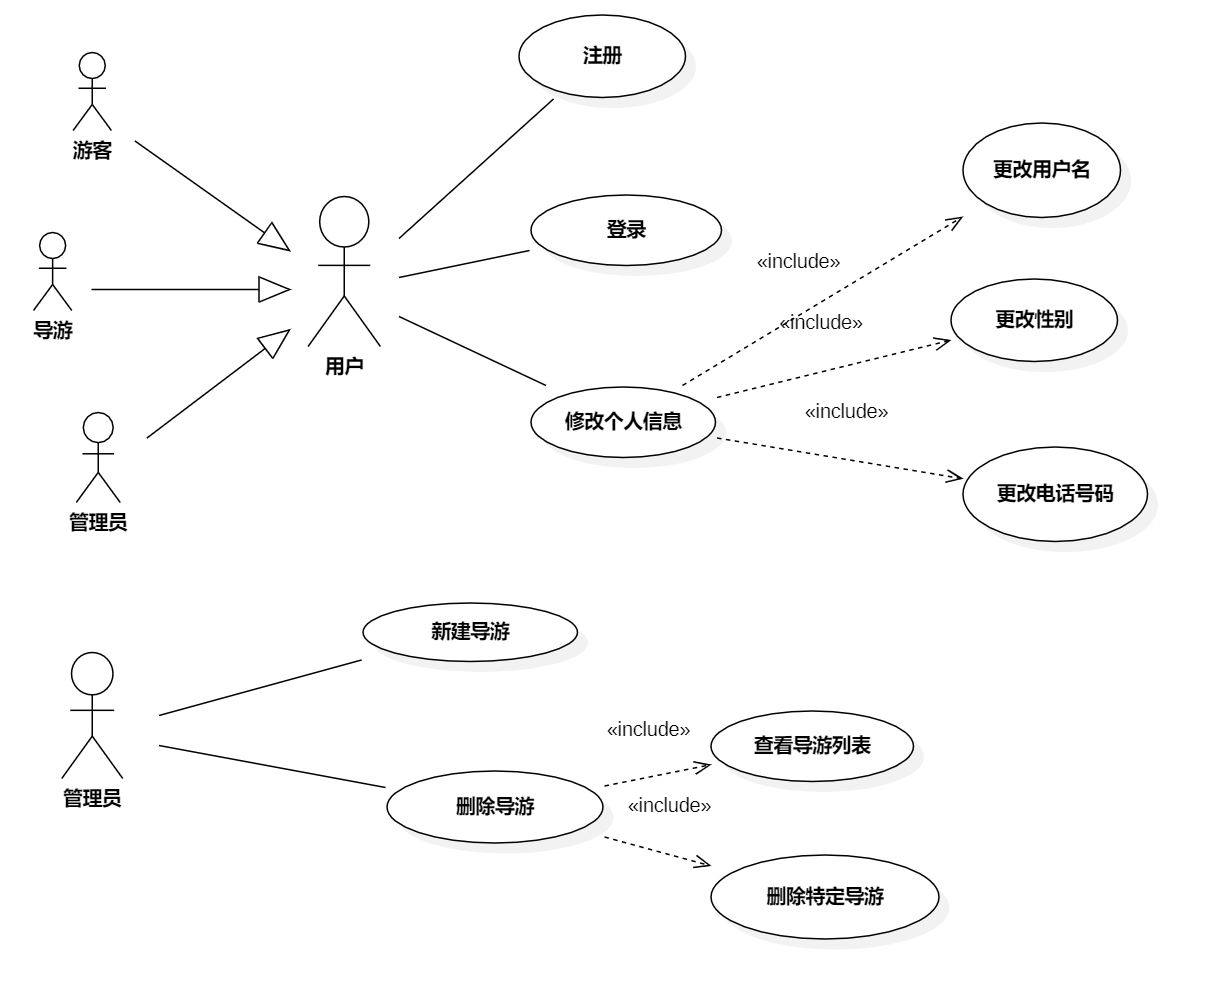 注册
游客
更改用户名
登录
«include»
导游
更改性别
«include»
用户
«include»
修改个人信息
更改电话号码
管理员
新建导游
«include»
查看导游列表
管理员
删除导游
«include»
删除特定导游